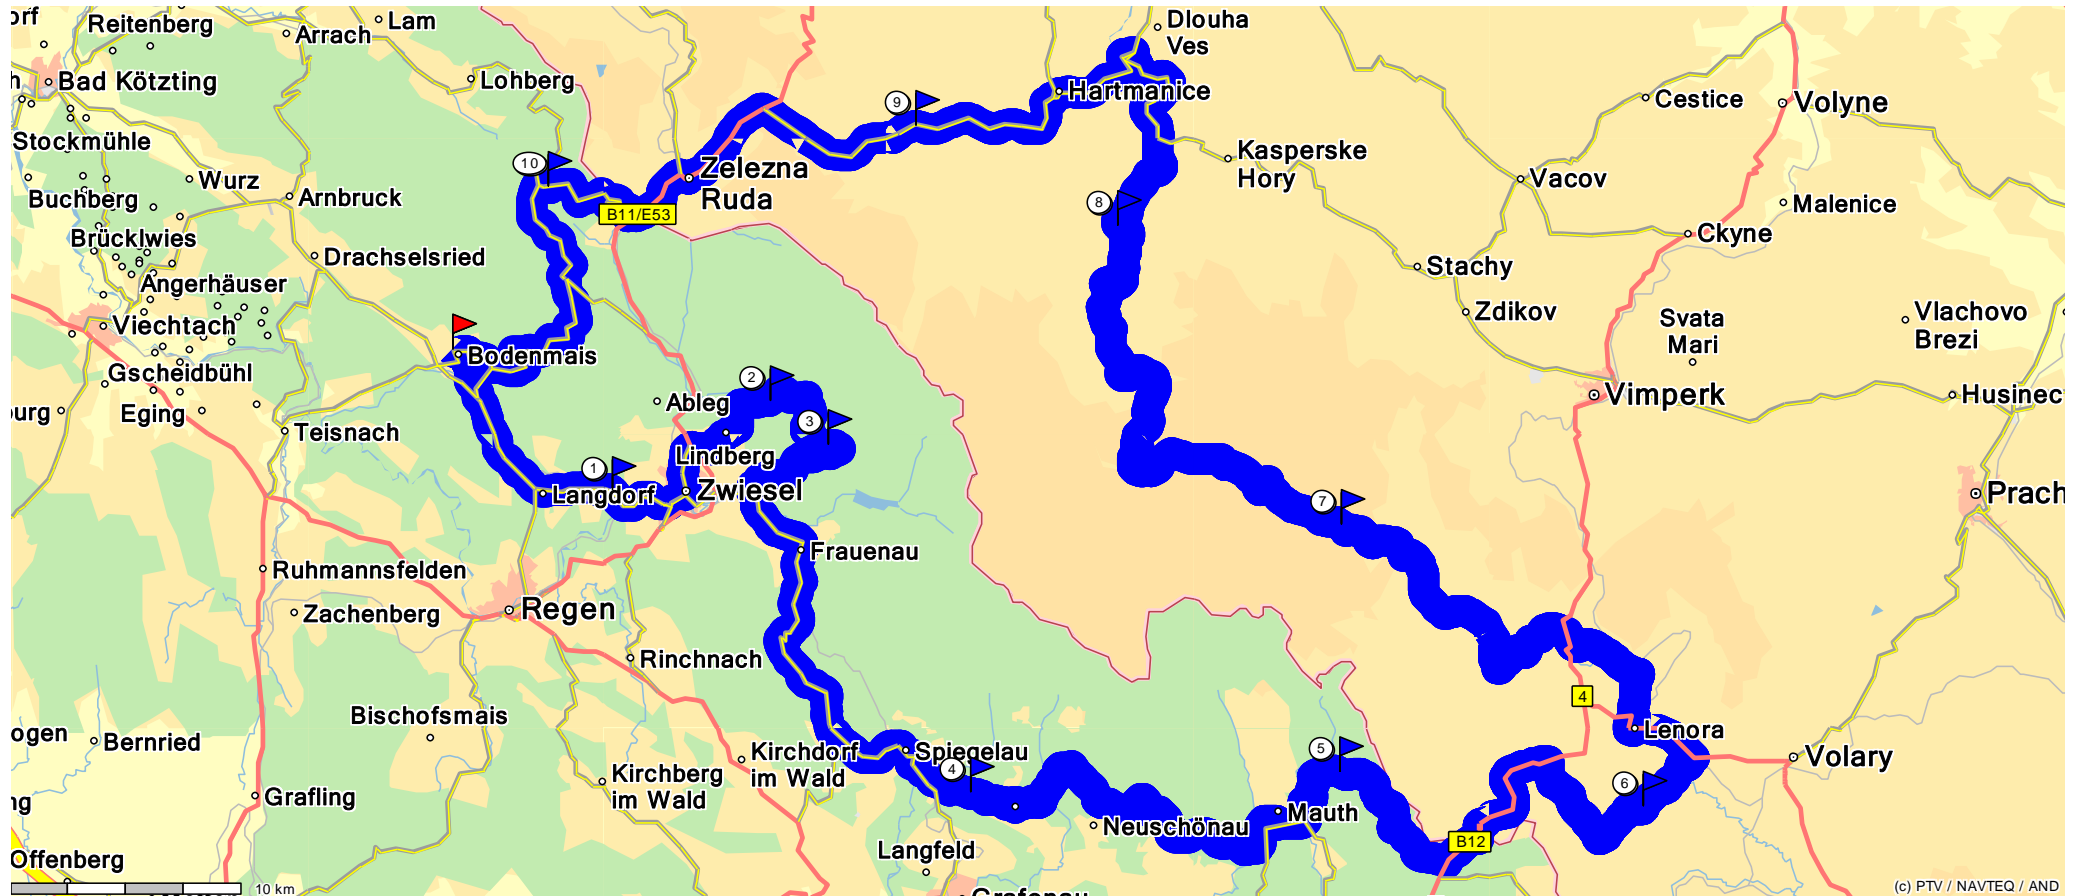 Reitenberg
Lam
Arrach
Dlouha
Ves
Bad Kötzting
Lohberg
Hartmanice
9
Cestice
Volyne
Stockmühle
Kasperske
Hory
10
Zelezna
Ruda
Wurz
Arnbruck
Vacov
Buchberg
8
Malenice
B11/E53
Brücklwies
Ckyne
Drachselsried
Stachy
Angerhäuser
Zdikov
Vlachovo
Brezi
Svata
Mari
Viechtach
Bodenmais
Gscheidbühl
2
Vimperk
Husinec
Ableg
urg
Eging
3
Teisnach
Lindberg
1
Langdorf
Zwiesel
7
Prach
Frauenau
Ruhmannsfelden
Regen
Zachenberg
Rinchnach
4
Bischofsmais
ogen
Bernried
Lenora
Kirchdorf
im Wald
Spiegelau
5
Volary
4
Kirchberg
im Wald
6
ng
Grafling
Mauth
Neuschönau
B12
Offenberg
Langfeld
10 km
Grafenau
(c) PTV / NAVTEQ / AND